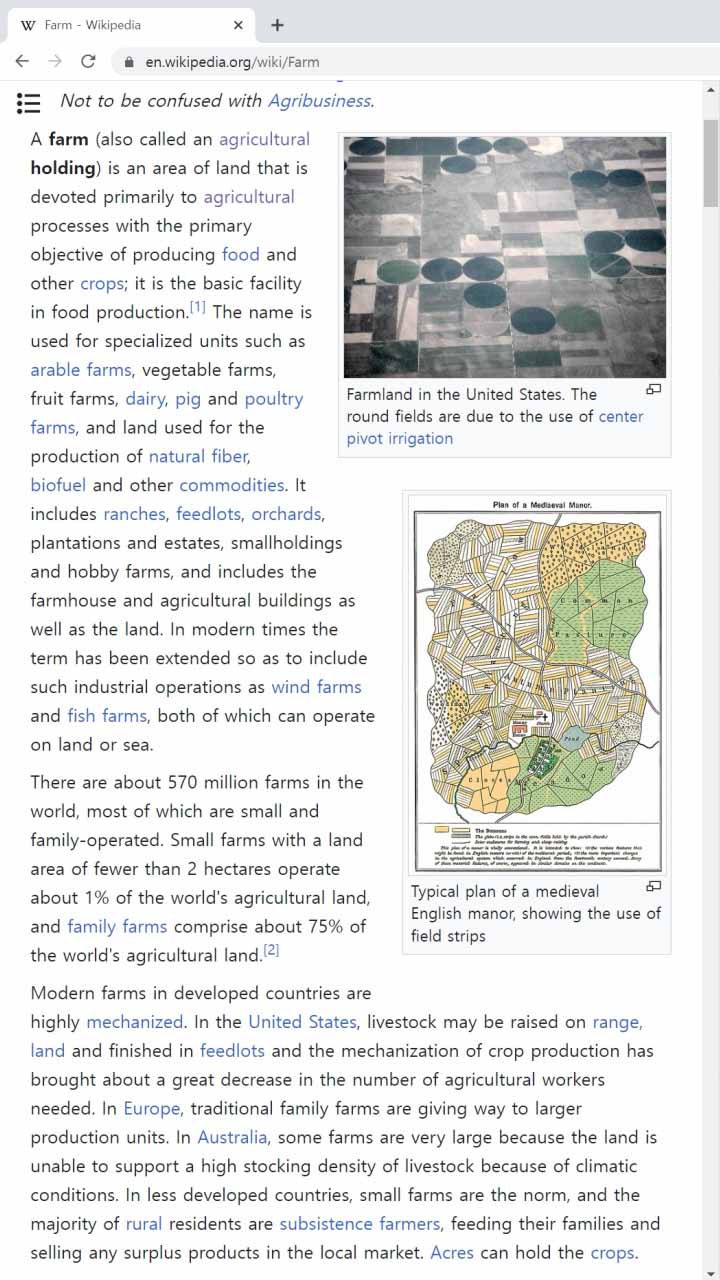 Farm - Wikipedia
en.wikipedia.org/wiki/Farm
Not to be confused with Agribusiness.
A farm (also called an agricultural
holding) is an area of land that is
devoted primarily to agricultural
processes with the primary
objective of producing food and
other crops; it is the basic facility
in food production.[1] The name is
used for specialized units such as
arable farms, vegetable farms,
fruit farms, dairy, pig and poultry
farms, and land used for the
production of natural fiber,
biofuel and other commodities. It
includes ranches, feedlots, orchards,
plantations and estates, smallholdings
and hobby farms, and includes the
farmhouse and agricultural buildings as
well as the land. In modern times the
term has been extended so as to include
such industrial operations as wind farms
and fish farms, both of which can operate
on land or sea.
Farmland in the United States. The
round fields are due to the use of center
pivot irrigation
Plan of a Mediaeval Manor.
Common
Pasture
Pond
The Demesne
Typical plan of a medieval
English manor, showing the use of
field strips
There are about 570 million farms in the
world, most of which are small and
family-operated. Small farms with a land
area of fewer than 2 hectares operate
about 1% of the world's agricultural land,
and family farms comprise about 75% of
the world's agricultural land.[2]
Modern farms in developed countries are
highly mechanized. In the United States, livestock may be raised on range,
land and finished in feedlots and the mechanization of crop production has
brought about a great decrease in the number of agricultural workers
needed. In Europe, traditional family farms are giving way to larger
production units. In Australia, some farms are very large because the land is
unable to support a high stocking density of livestock because of climatic
conditions. In less developed countries, small farms are the norm, and the
majority of rural residents are subsistence farmers, feeding their families and
selling any surplus products in the local market. Acres can hold the crops.